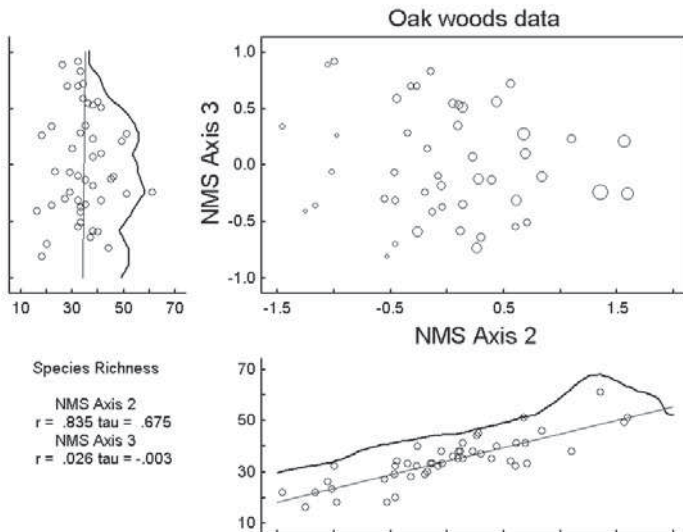 Oak woods data
NMS Axis 3
1.0
0.5
0.0
-0.5
-1.0
10 30 50 70
-1.5 -0.5 0.5 1.5
NMS Axis 2
Species Richness
NMS Axis 2
r = .835 tau = .675
NMS Axis 3
r = .026 tau = -.003
70
50
30
10